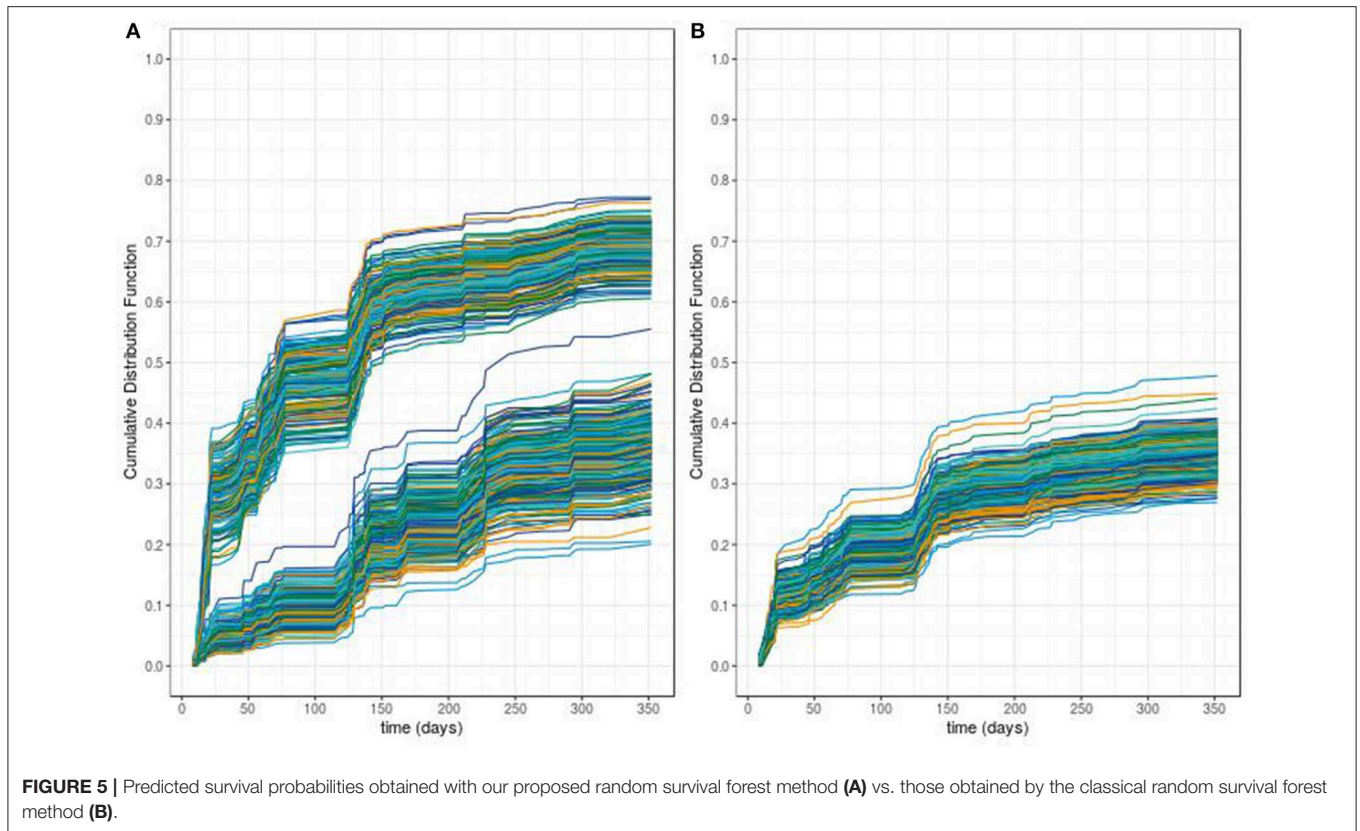 A
B
1.0
0.9
0.8
0.7
0.6
0.5
0.4
0.3
0.2
0.1
0.0
Cumulative Distribution Function
0 50 100 150 200 250 300 350
time (days)
1.0
0.9
0.8
0.7
0.6
0.5
0.4
0.3
0.2
0.1
0.0
Cumulative Distribution Function
0 50 100 150 200 250 300 350
time (days)
FIGURE 5 | Predicted survival probabilities obtained with our proposed random survival forest method (A) vs. those obtained by the classical random survival forest
method (B).